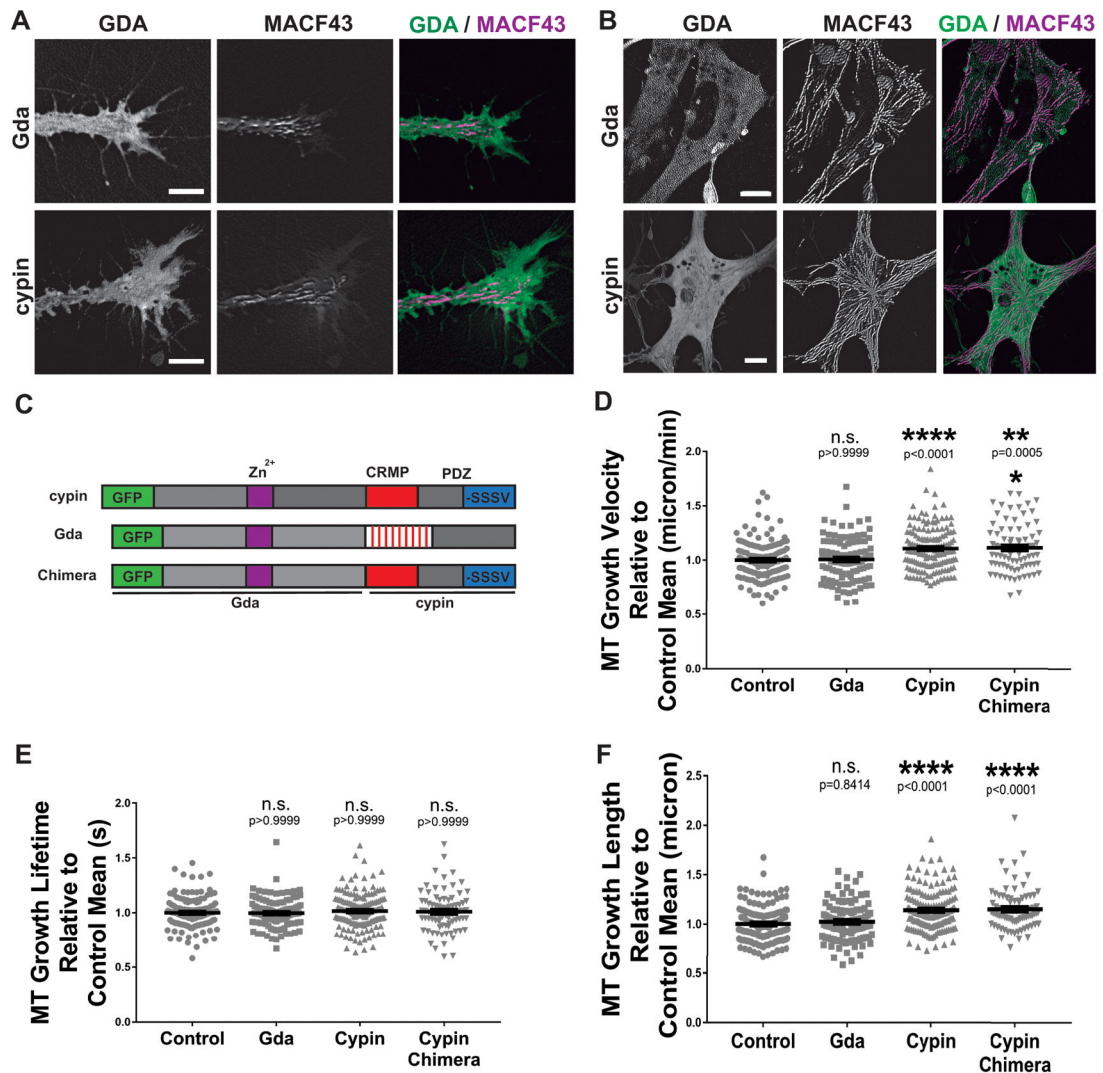 A
GDA
MACF43
GDA / MACF43
Gda
cypin
B
GDA
MACF43
GDA / MACF43
Gda
cypin
C
Zn2+
CRMP
PDZ
cypin
GFP
-SSSV
Gda
GFP
Chimera
GFP
-SSSV
Gda
cypin
D
MT Growth Velocity
Relative to
Control Mean (micron/min)
2.0
1.5
1.0
0.5
0.0
n.s.
p>0.9999
****
p<0.0001
**
p=0.0005
*
Control
Gda
Cypin
Cypin
Chimera
E
MT Growth Lifetime
Relative to
Control Mean (s)
2.0
1.5
1.0
0.5
0.0
n.s.
p>0.9999
n.s.
p>0.9999
n.s.
p>0.9999
Control
Gda
Cypin
Cypin
Chimera
F
MT Growth Length
Relative to
Control Mean (micron)
2.5
2.0
1.5
1.0
0.5
0.0
n.s.
p=0.8414
****
p<0.0001
****
p<0.0001
Control
Gda
Cypin
Cypin
Chimera